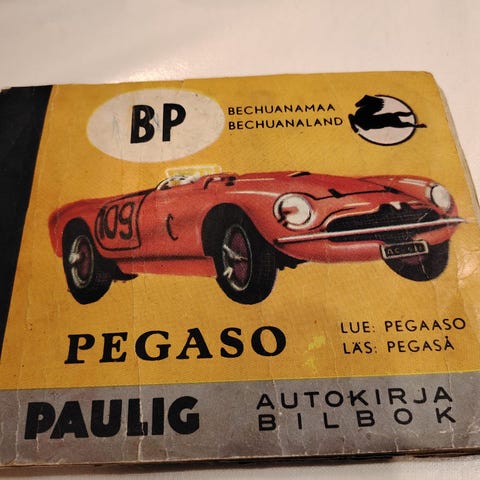 BP
BECHUANAMAA
BECHUANALAND
109
PEGASO
LUE: PEGAASO
LÄS: PEGASÅ
PAULIG
AUTOKIRJA
BILBOK